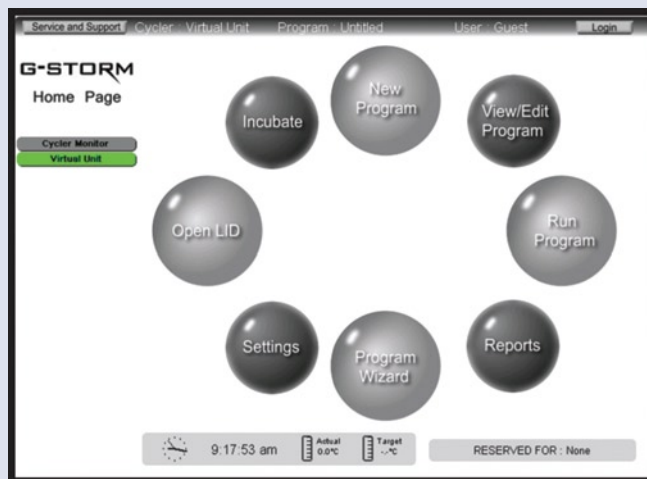 Service and Support Cycler : Virtual Unit Program : Untitled User : Guest Login
G-STORM
Home Page
Cycler Monitor
Virtual Unit
New
Program
Incubate
View/Edit
Program
Open LID
Run
Program
Settings
Program
Wizard
Reports
9:17:53 am
Actual
0.0°C
Target
-.-°C
RESERVED FOR : None